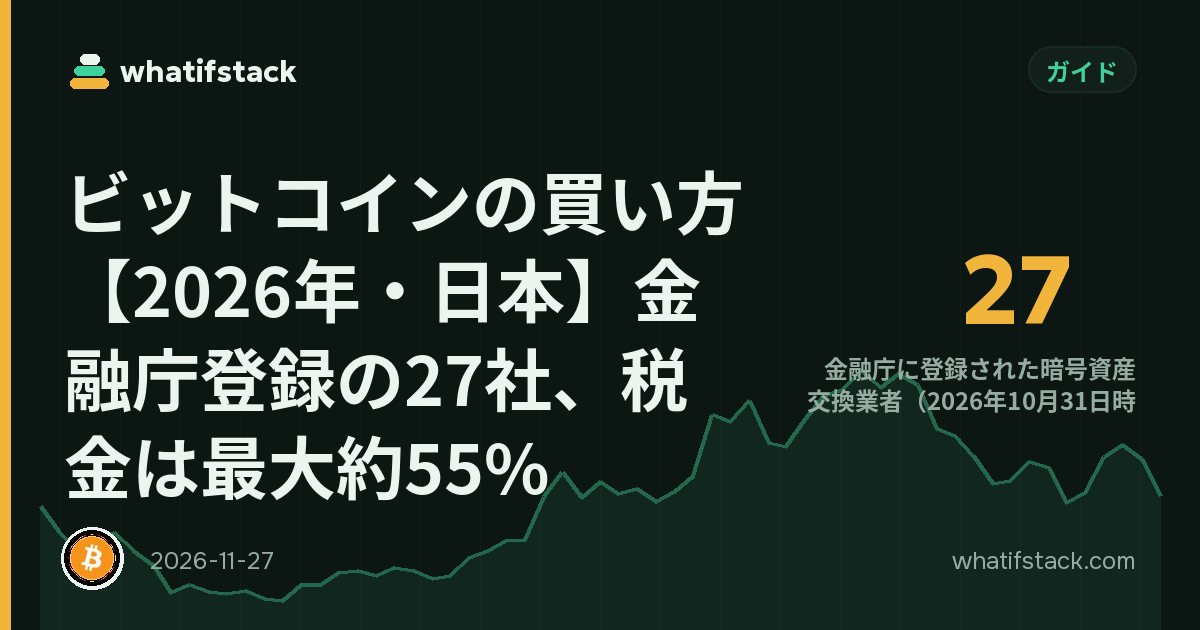 whatifstack
ガイド
ビットコインの買い方
【2026年・日本】金
融庁登録の27社、税
金は最大約55%
27
金融庁に登録された暗号資産
交換業者（2026年10月31日時
2026-11-27
whatifstack.com